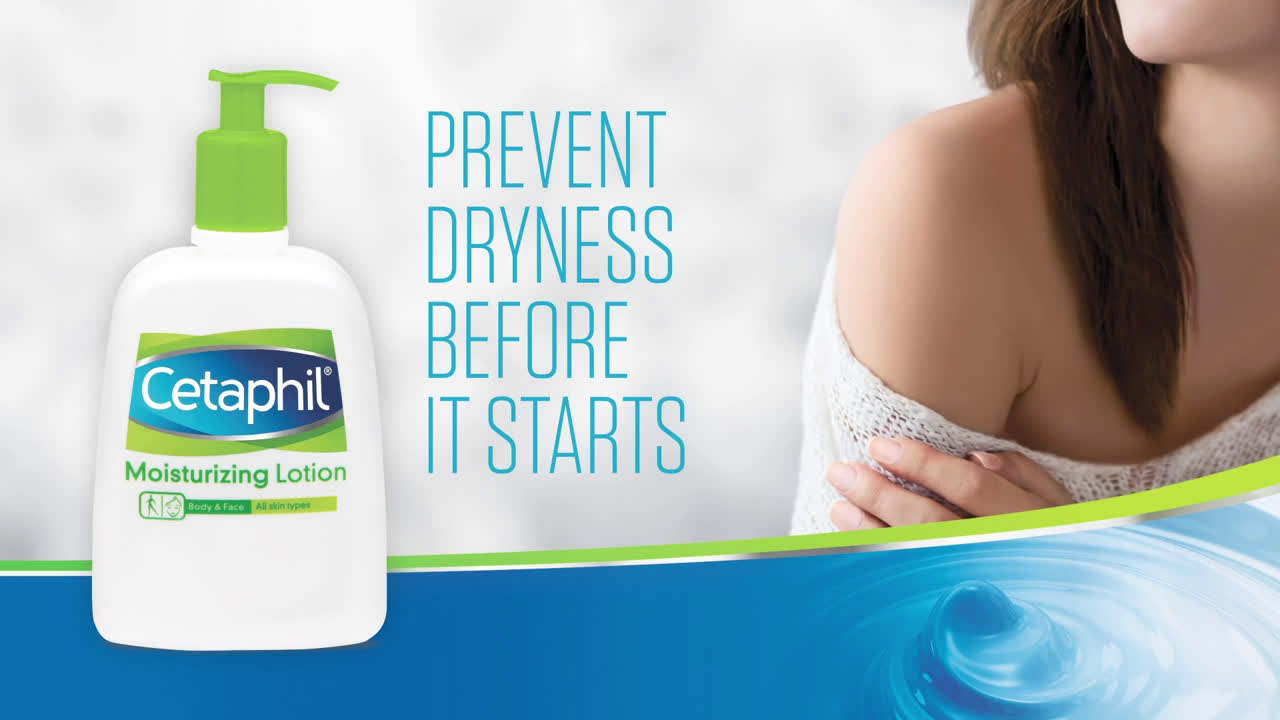 PREVENT
DRYNESS
BEFORE
IT STARTS
Cetaphil®
Moisturizing Lotion
Body & Face All skin types